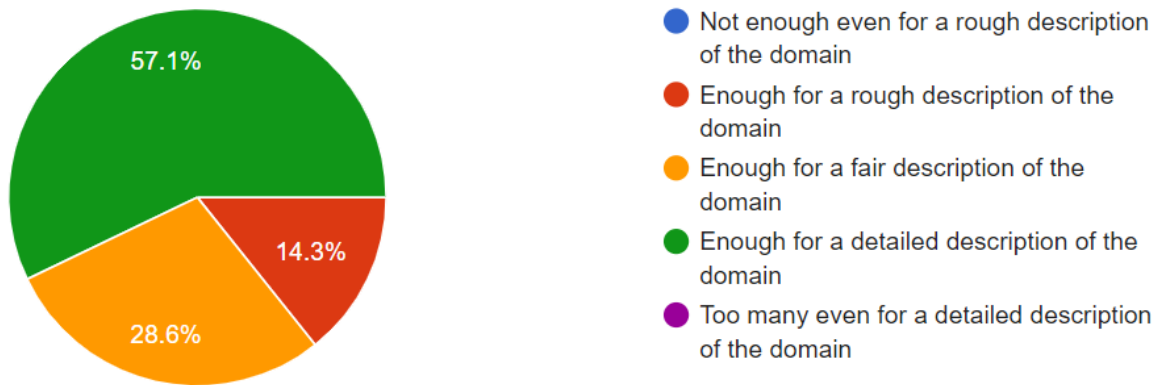 57.1%
14.3%
28.6%
Not enough even for a rough description
of the domain
Enough for a rough description of the
domain
Enough for a fair description of the
domain
Enough for a detailed description of the
domain
Too many even for a detailed description
of the domain